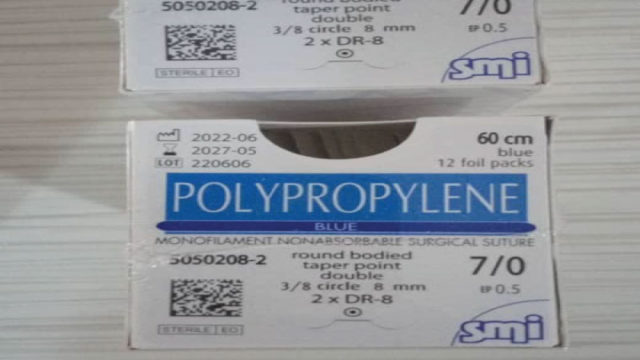 5050208-2
round bodied
taper point
double
3/8 circle 8 mm
2 x DR-8
7/0
EP 0.5
STERILE EO
smi
2022-06
2027-05
LOT 220606
60 cm
blue
12 foil packs
POLYPROPYLENE
BLUE
MONOFILAMENT NONABSORBABLE SURGICAL SUTURE
5050208-2
round bodied
taper point
double
3/8 circle 8 mm
2 x DR-8
7/0
EP 0.5
STERILE EO
smi